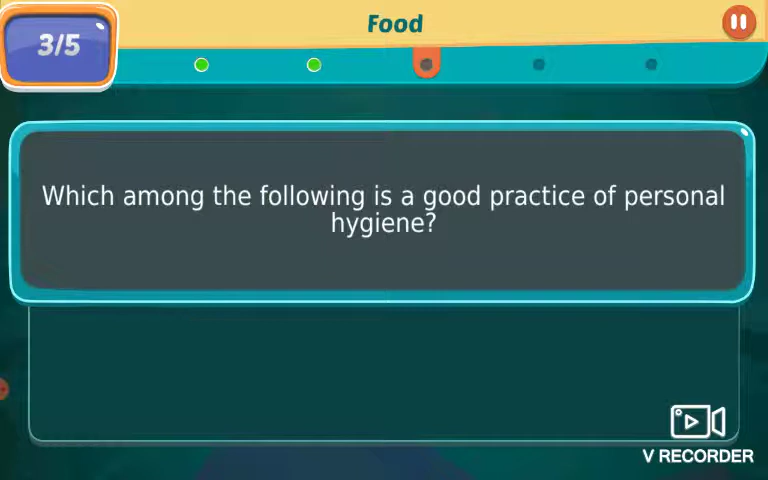 3/5
Food
Which among the following is a good practice of personal
hygiene?
V RECORDER